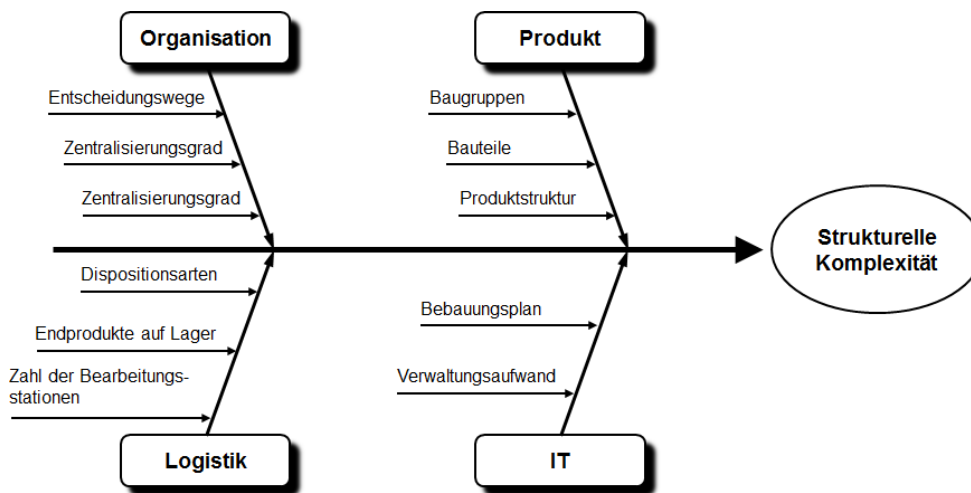 Organisation
Produkt
Entscheidungswege
Zentralisierungsgrad
Zentralisierungsgrad
Baugruppen
Bauteile
Produktstruktur
Strukturelle
Komplexität
Dispositionsarten
Endprodukte auf Lager
Zahl der Bearbeitungs-
stationen
Bebauungsplan
Verwaltungsaufwand
Logistik
IT